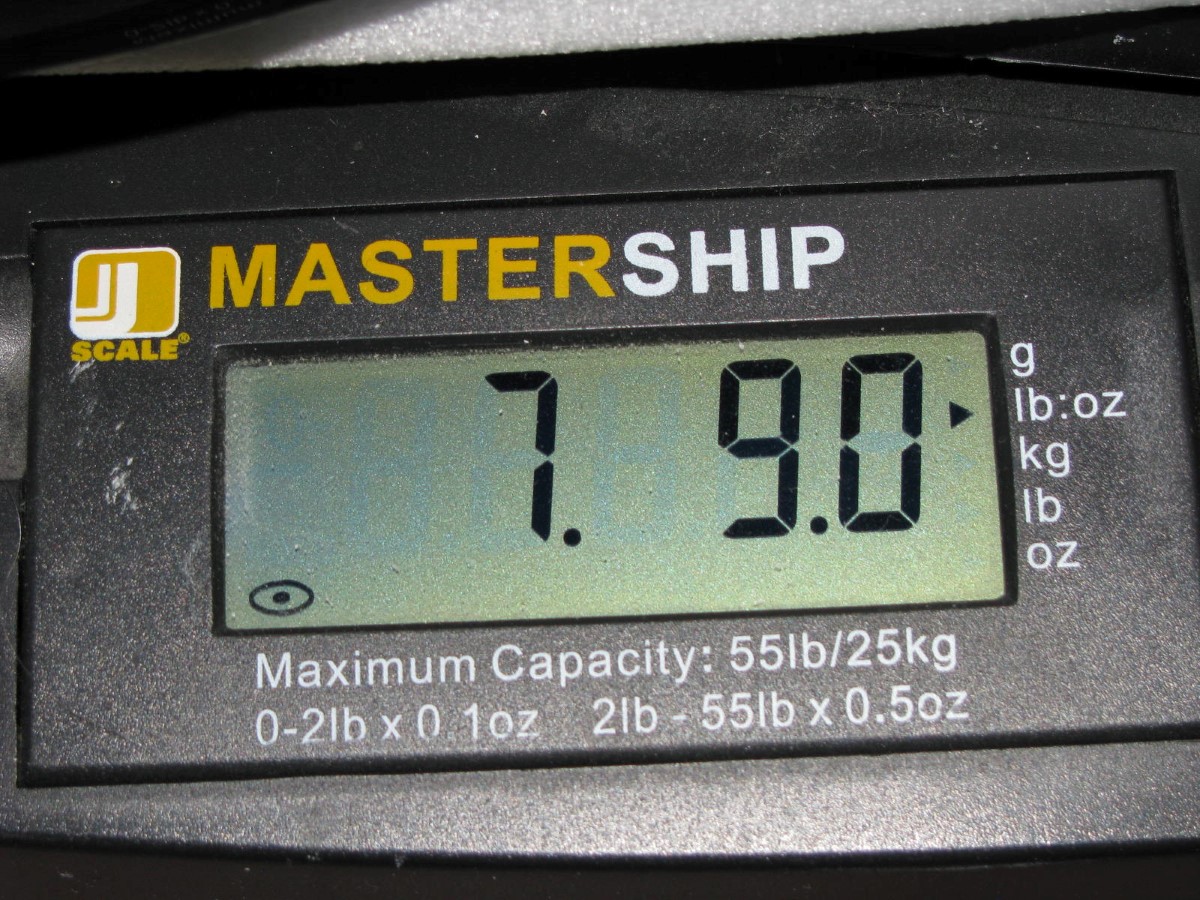 MASTERSHIP
J SCALE®
7. 9.0
g
lb:oz
kg
lb
oz
Maximum Capacity: 55lb/25kg
0-2lb x 0.1oz 2lb - 55lb x 0.5oz